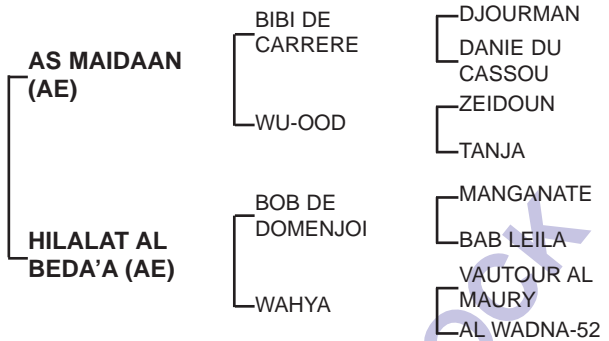 AS MAIDAAN
(AE)
BIBI DE
CARRERE
DJOURMAN
DANIE DU
CASSOU
WU-OOD
ZEIDOUN
TANJA
HILALAT AL
BEDA'A (AE)
BOB DE
DOMENJOI
MANGANATE
BAB LEILA
WAHYA
VAUTOUR AL
MAURY
AL WADNA-52